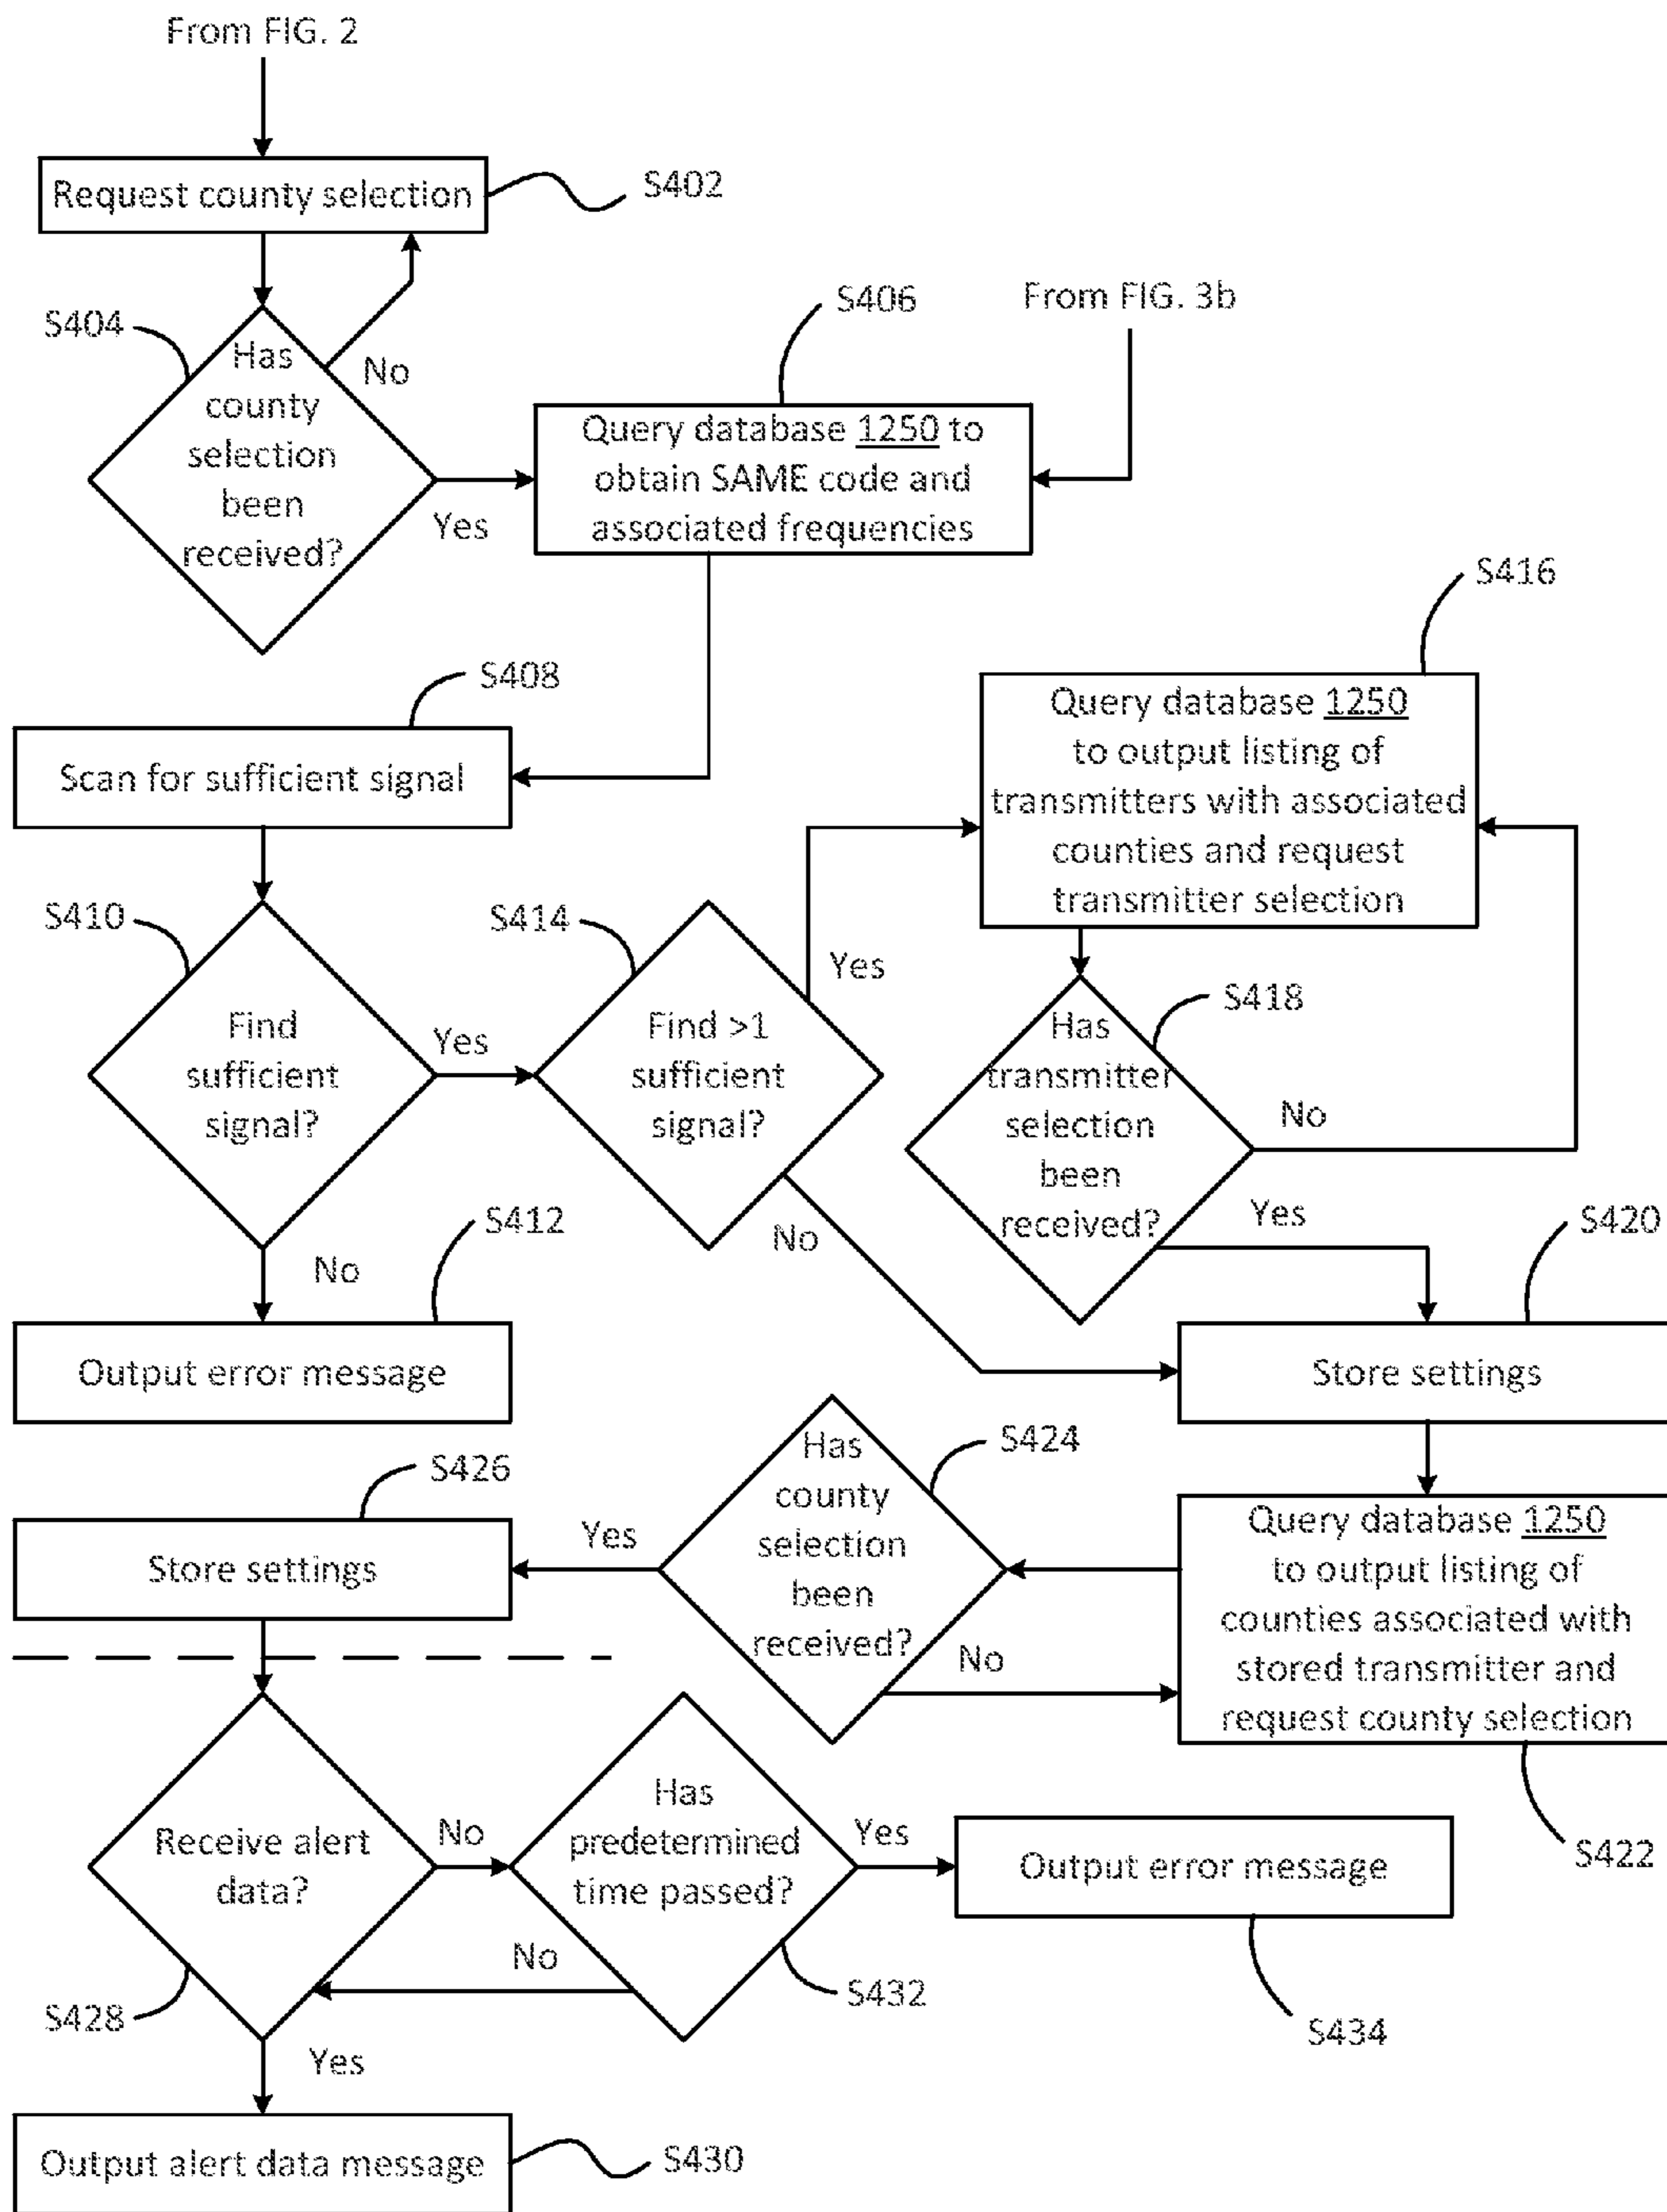 From FIG. 2
Request county selection
S402
S404
Has
county
selection
been
received?
No
Yes
S406
From FIG. 3b
Query database 1250 to
obtain SAME code and
associated frequencies
S408
Scan for sufficient signal
S416
Query database 1250
to output listing of
transmitters with associated
counties and request
transmitter selection
S410
Find
sufficient
signal?
Yes
No
S414
Find >1
sufficient
signal?
Yes
No
S418
Has
transmitter
selection
been
received?
No
Yes
S412
Output error message
S420
Store settings
S424
Has
county
selection
been
received?
Yes
No
S426
Store settings
Query database 1250
to output listing of
counties associated with
stored transmitter and
request county selection
S422
Receive alert
data?
No
S428
Yes
Has
predetermined
time passed?
Yes
No
S432
Output error message
S434
Output alert data message
S430